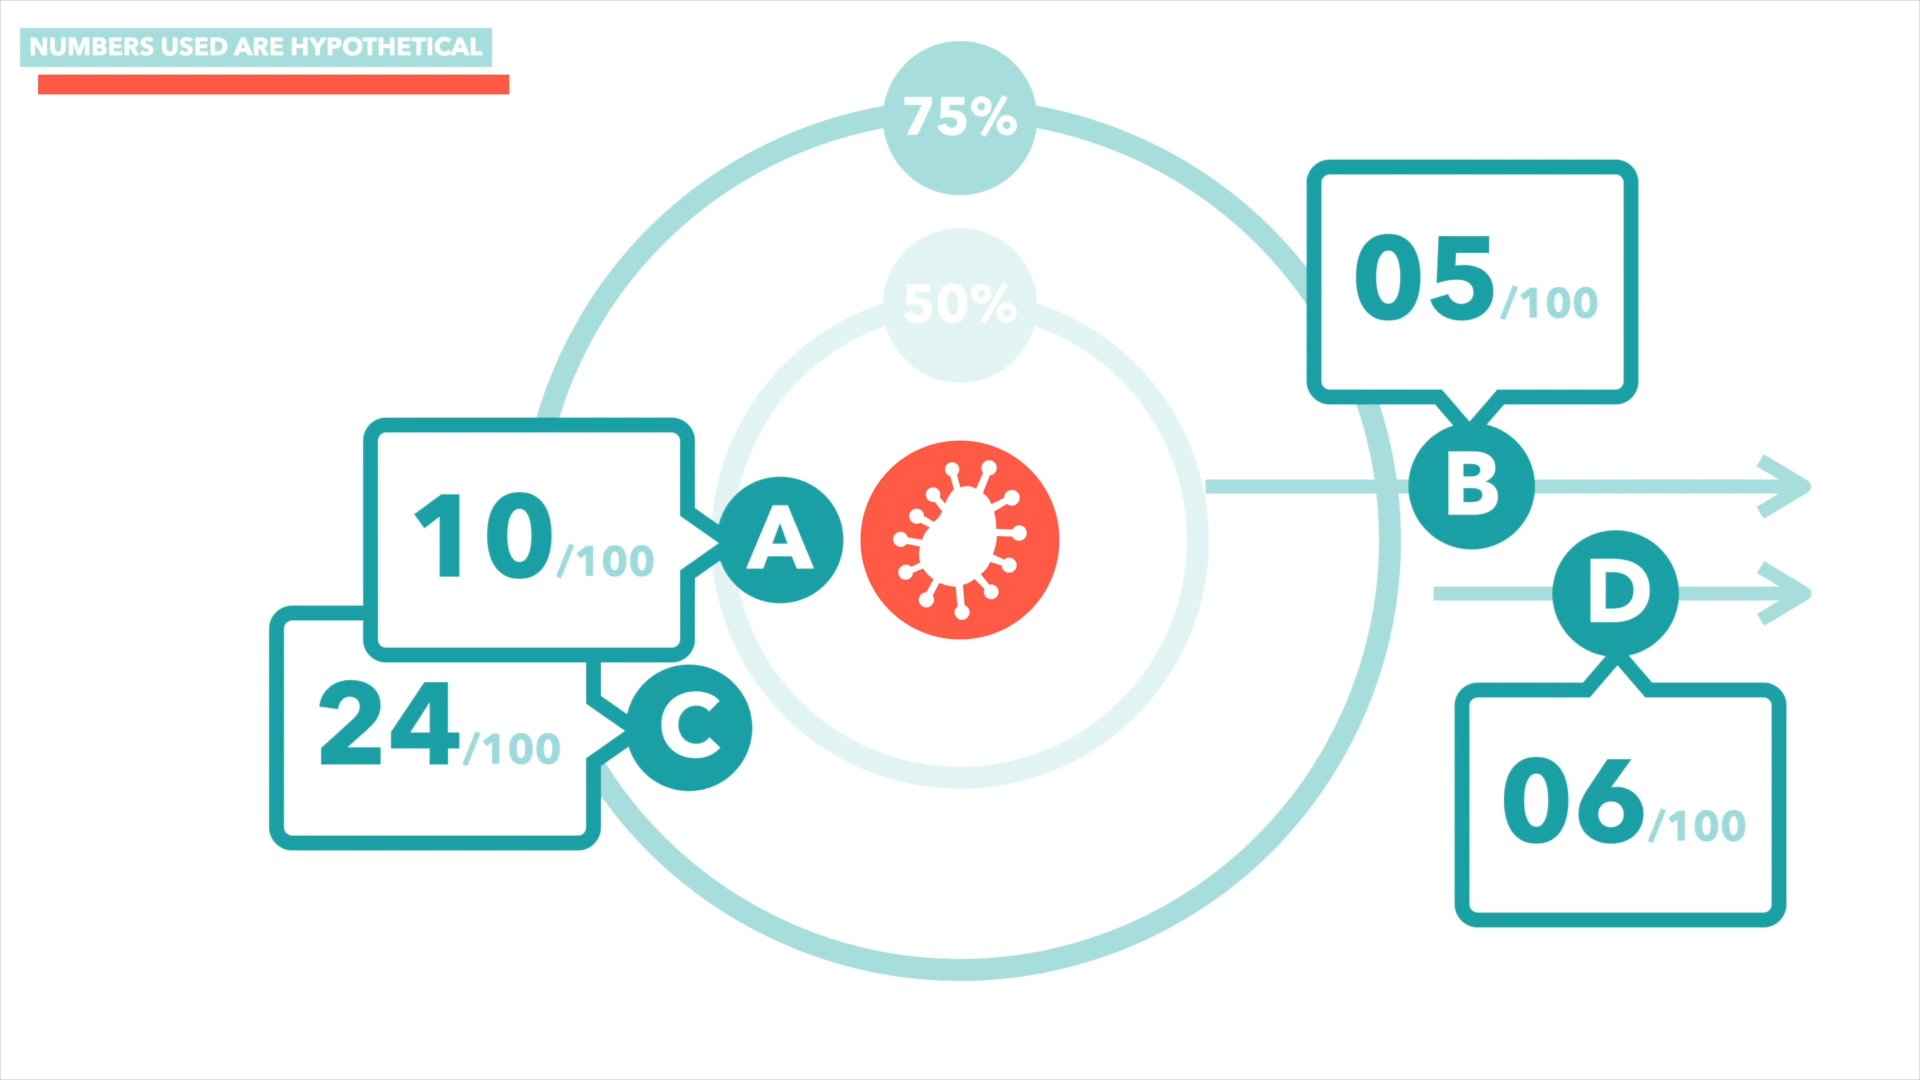 NUMBERS USED ARE HYPOTHETICAL
75%
50%
05/100
B
10/100
A
D
24/100
C
06/100